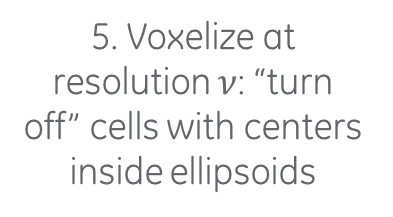 5. Voxelize at
resolution ν: “turn
off” cells with centers
inside ellipsoids